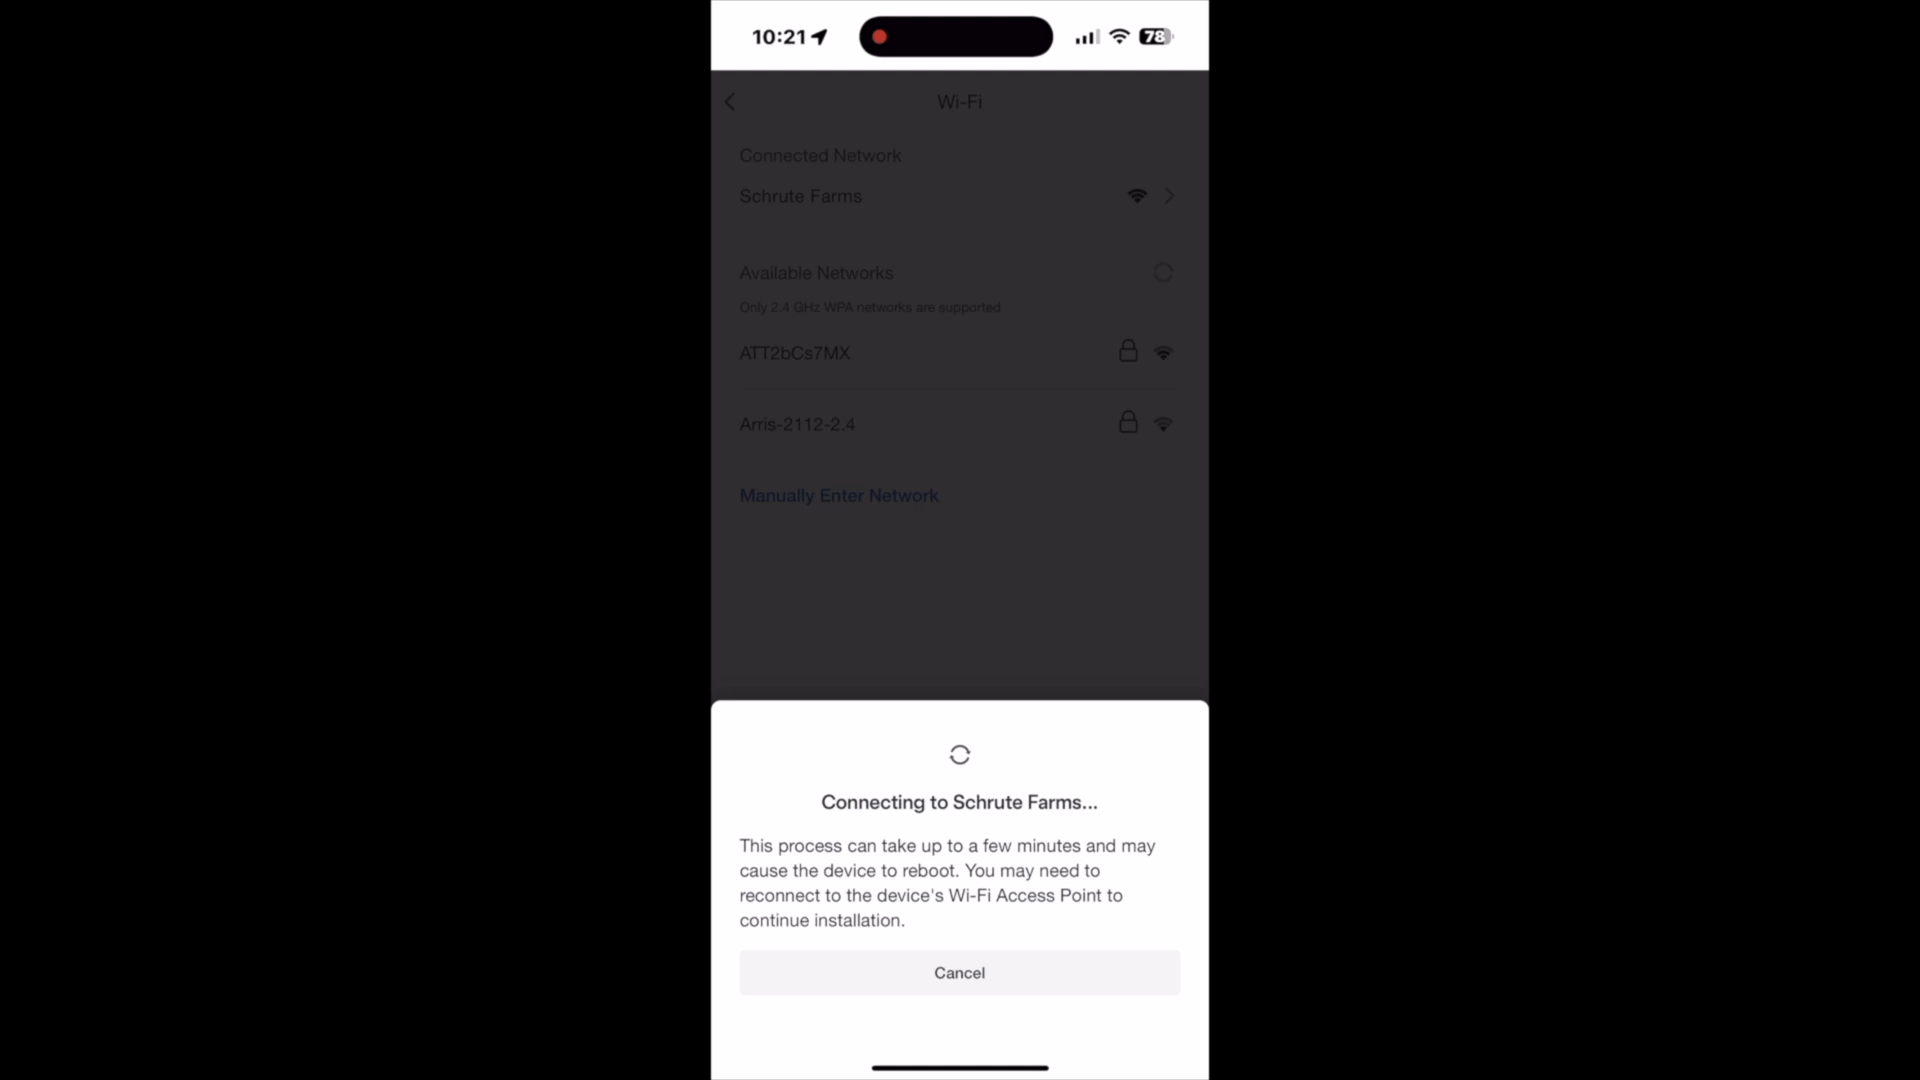 10:21
78
Wi-Fi
Connected Network
Schrute Farms
Available Networks
Only 2.4 GHz WPA networks are supported
ATT2bCs7MX
Arris-2112-2.4
Manually Enter Network
Connecting to Schrute Farms...
This process can take up to a few minutes and may
cause the device to reboot. You may need to
reconnect to the device's Wi-Fi Access Point to
continue installation.
Cancel